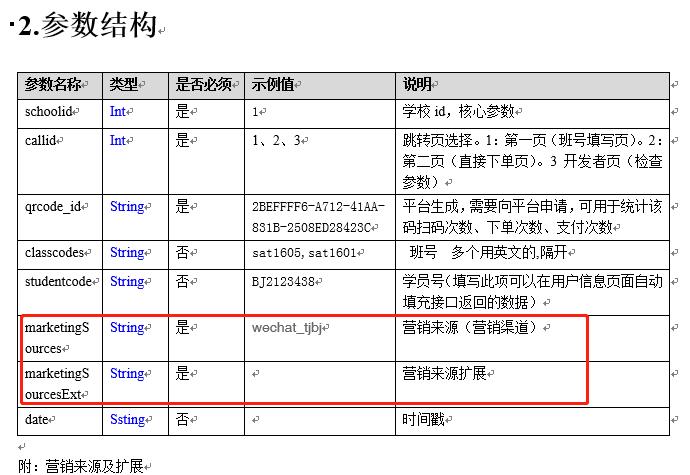 2.参数结构
参数名称 类型 是否必须 示例值 说明
schoolid Int 是 1 学校 id，核心参数
callid Int 是 1、2、3 跳转页选择。1：第一页（班号填写页）。2：
第二页（直接下单页）。3 开发者页（检查
参数）
qrcode_id String 是 2BEFFFF6-A712-41AA- 平台生成，需要向平台申请，可用于统计该
831B-2508ED28423C 码扫码次数、下单次数、支付次数
classcodes String 否 sat1605,sat1601 班号 多个用英文的,隔开
studentcode String 否 BJ2123438 学员号（填写此项可以在用户信息页面自动
填充接口返回的数据）
marketingS String 是 wechat_tjbj 营销来源（营销渠道）
ources
marketingS String 是 营销来源扩展
ourcesExt
date Ssting 否 时间戳
附：营销来源及扩展